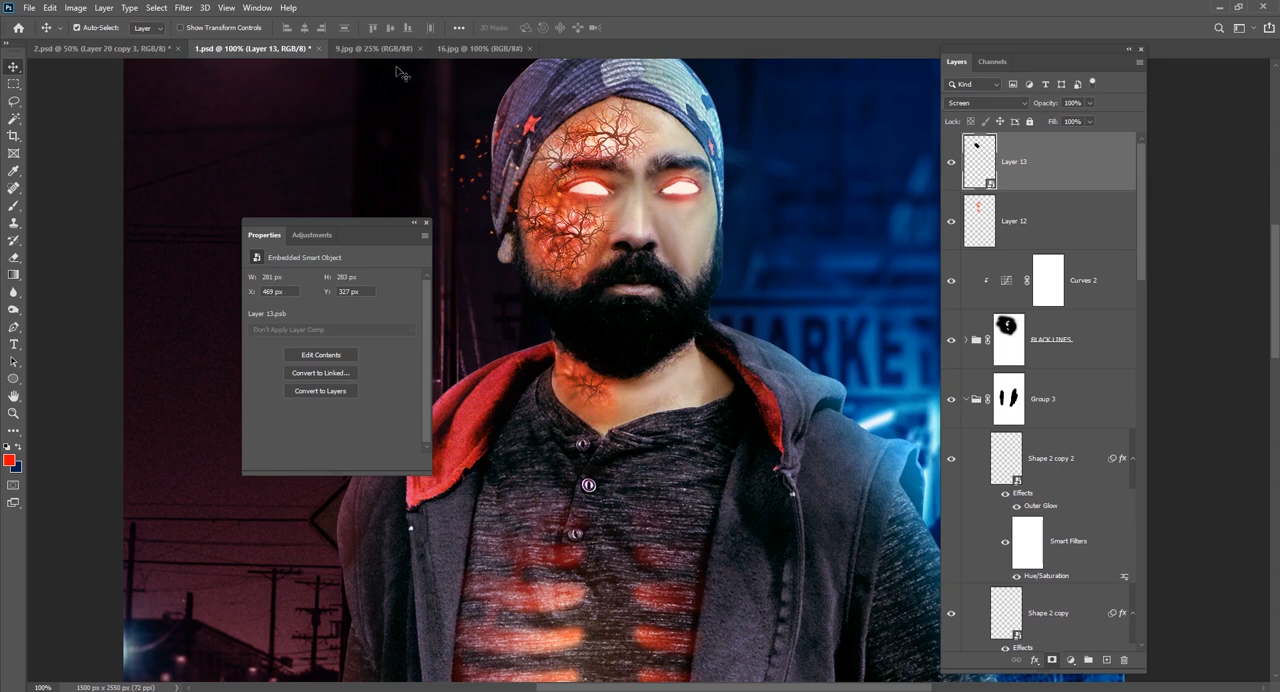 File Edit Image Layer Type Select Filter 3D View Window Help
Auto-Select: Layer Show Transform Controls 3D Mode:
2.psd @ 50% (Layer 20 copy 3, RGB/8) * × 1.psd @ 100% (Layer 13, RGB/8) * × 9.jpg @ 25% (RGB/8#) × 16.jpg @ 100% (RGB/8#) ×
Layers Channels
Kind
Screen Opacity: 100%
Lock: Fill: 100%
Layer 13
Layer 12
Curves 2
BLACK LINES
Group 3
Shape 2 copy 2
Effects
Outer Glow
Smart Filters
Hue/Saturation
Shape 2 copy
Effects
Properties Adjustments
Embedded Smart Object
W: 281 px H: 283 px
X: 469 px Y: 327 px
Layer 13.psb
Don't Apply Layer Comp
Edit Contents
Convert to Linked...
Convert to Layers
MARKE
100% 1500 px x 2550 px (72 ppi)